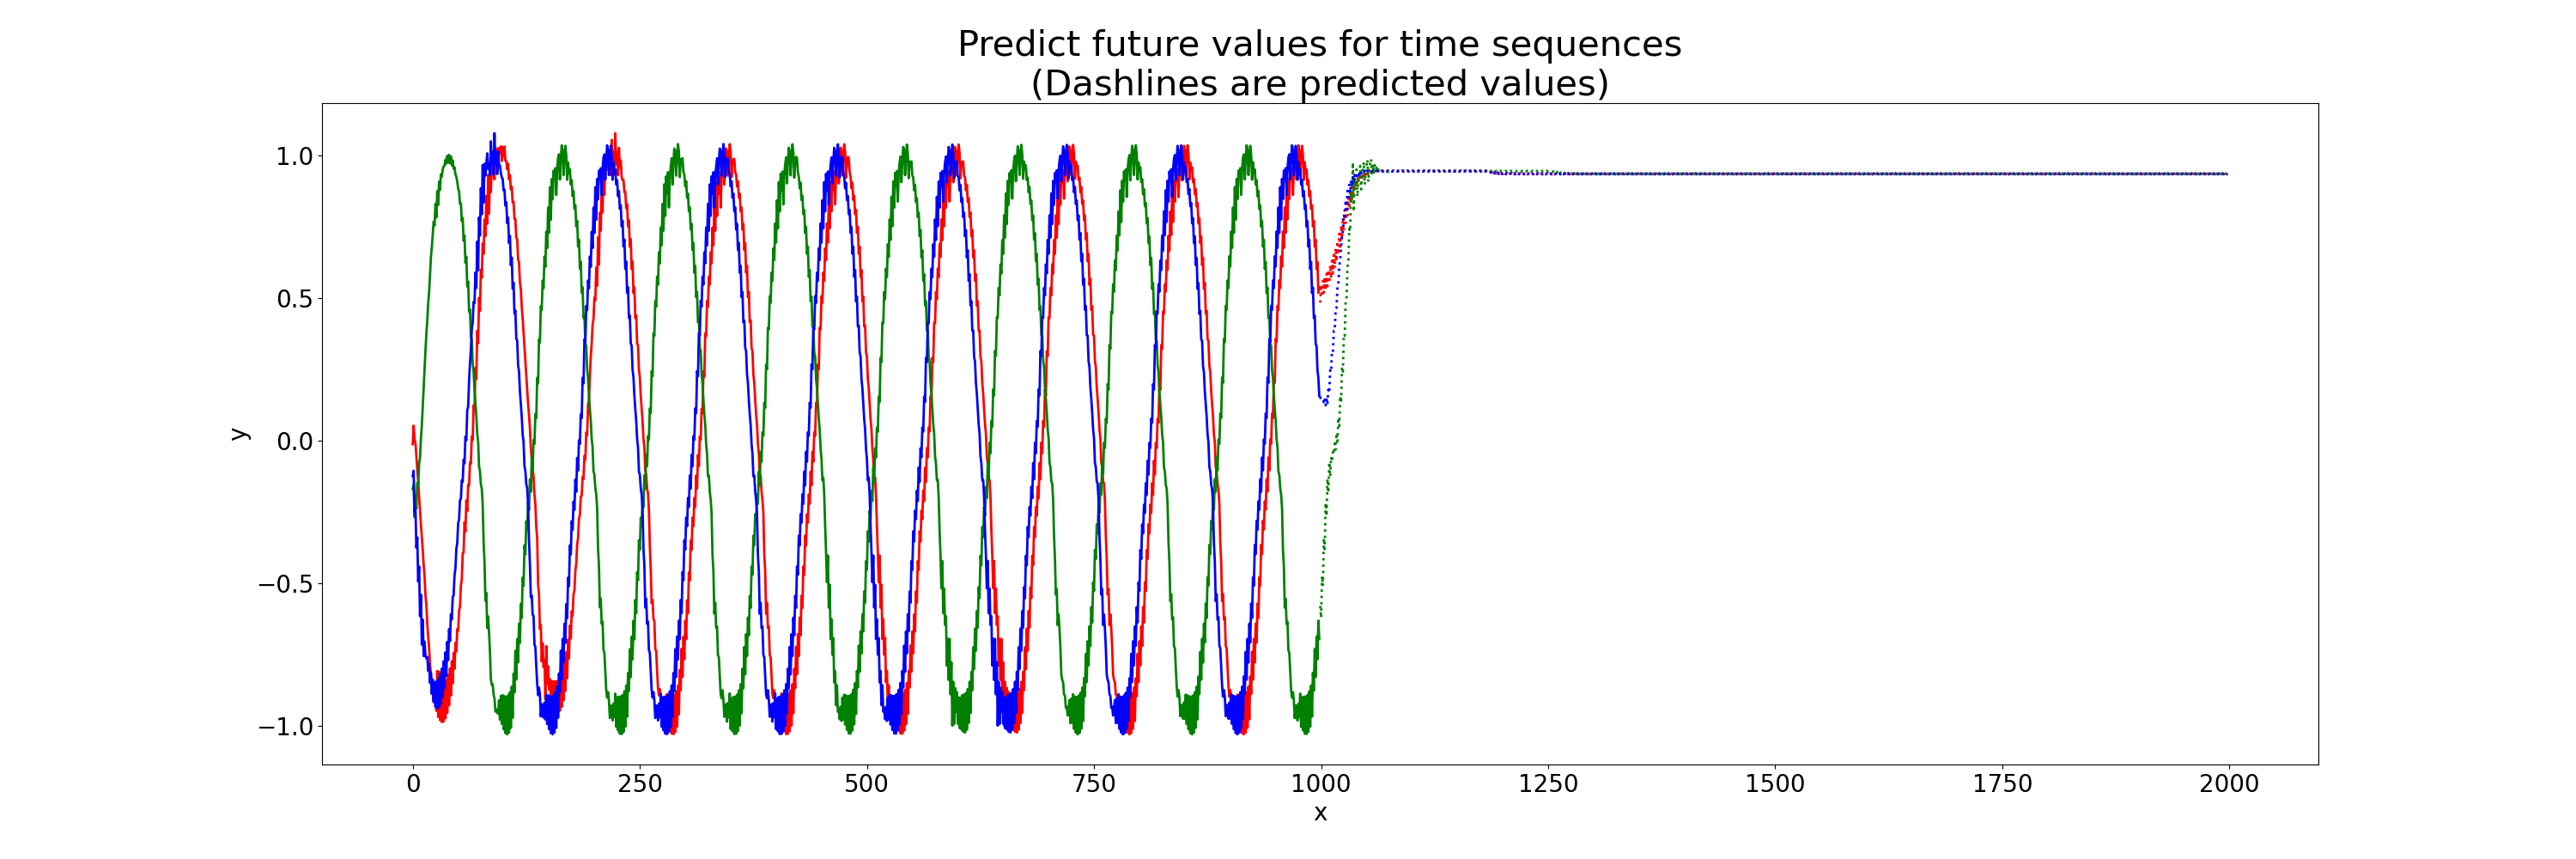 Predict future values for time sequences
(Dashlines are predicted values)
1.0
0.5
0.0
−0.5
−1.0
y
0 250 500 750 1000 1250 1500 1750 2000
x